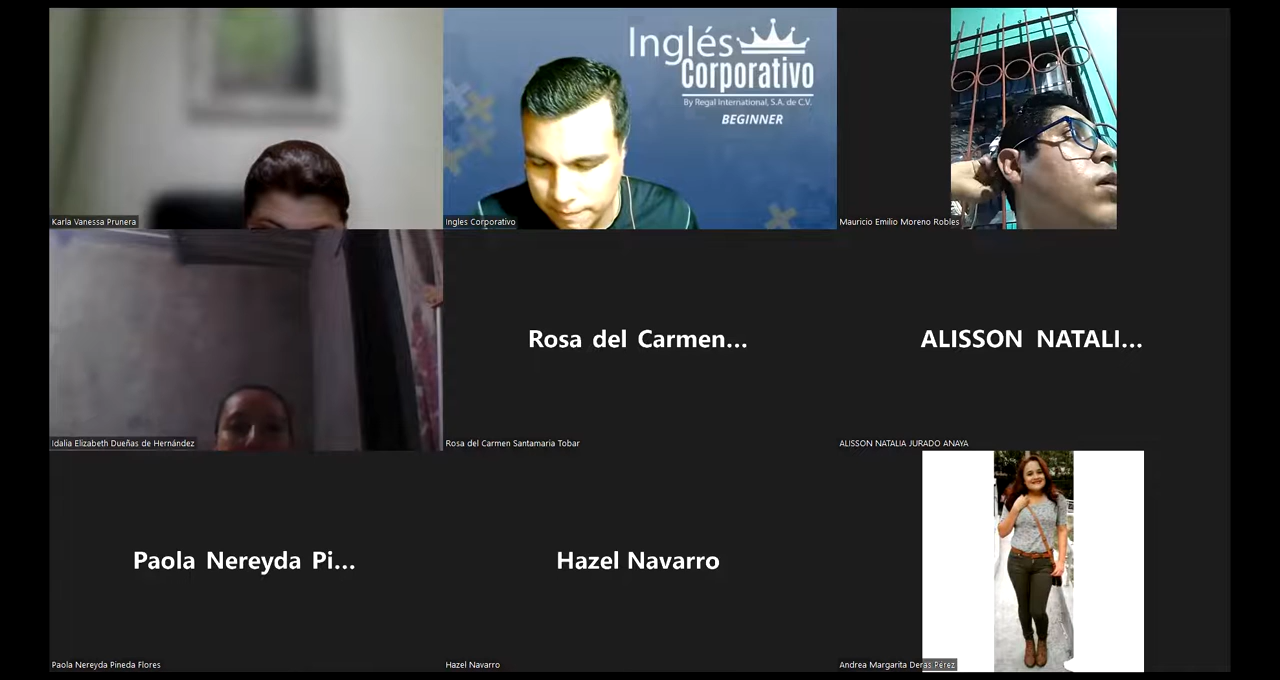 Inglés
Corporativo
By Regal International, S.A. de C.V.
BEGINNER
Karla Vanessa Prunera
Ingles Corporativo
Mauricio Emilio Moreno Robles
Rosa del Carmen...
ALISSON NATALI...
Idalia Elizabeth Dueñas de Hernández
Rosa del Carmen Santamaria Tobar
ALISSON NATALIA JURADO ANAYA
Paola Nereyda Pi...
Hazel Navarro
Paola Nereyda Pineda Flores
Hazel Navarro
Andrea Margarita Deras Pérez